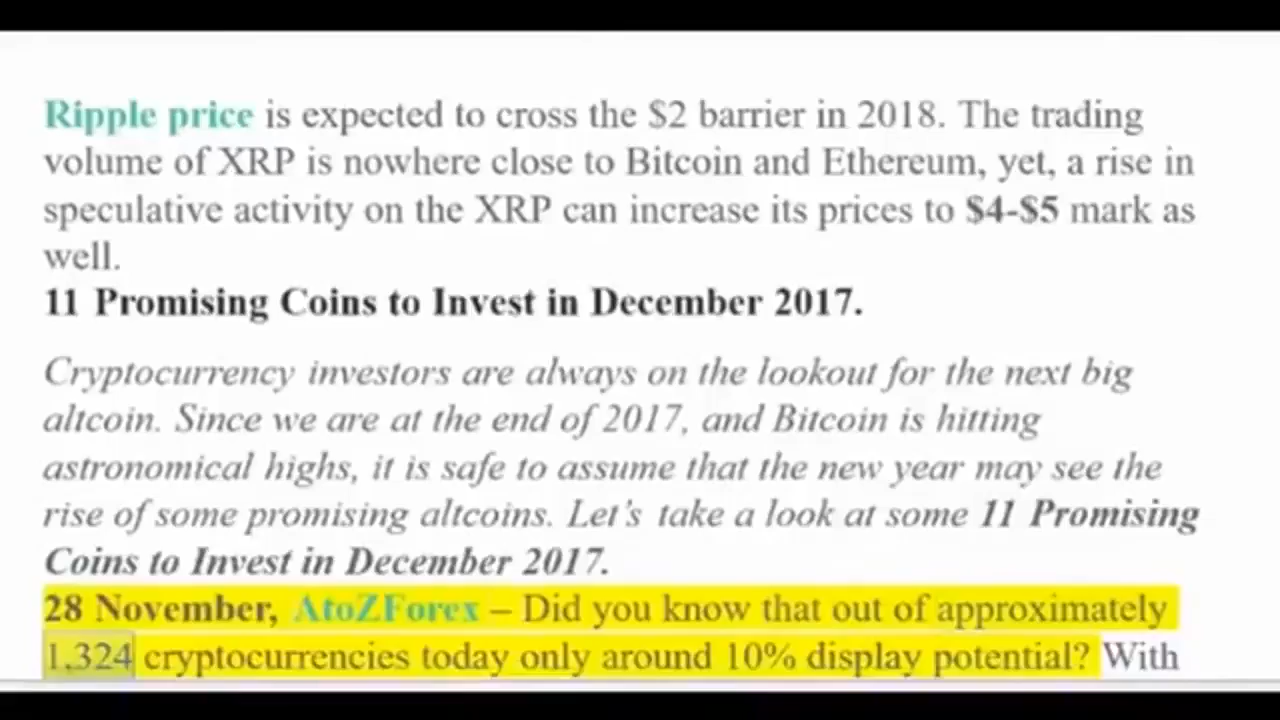 Ripple price is expected to cross the $2 barrier in 2018. The trading
volume of XRP is nowhere close to Bitcoin and Ethereum, yet, a rise in
speculative activity on the XRP can increase its prices to $4-$5 mark as
well.
11 Promising Coins to Invest in December 2017.
Cryptocurrency investors are always on the lookout for the next big
altcoin. Since we are at the end of 2017, and Bitcoin is hitting
astronomical highs, it is safe to assume that the new year may see the
rise of some promising altcoins. Let's take a look at some 11 Promising
Coins to Invest in December 2017.
28 November, AtoZForex – Did you know that out of approximately
1,324 cryptocurrencies today only around 10% display potential? With